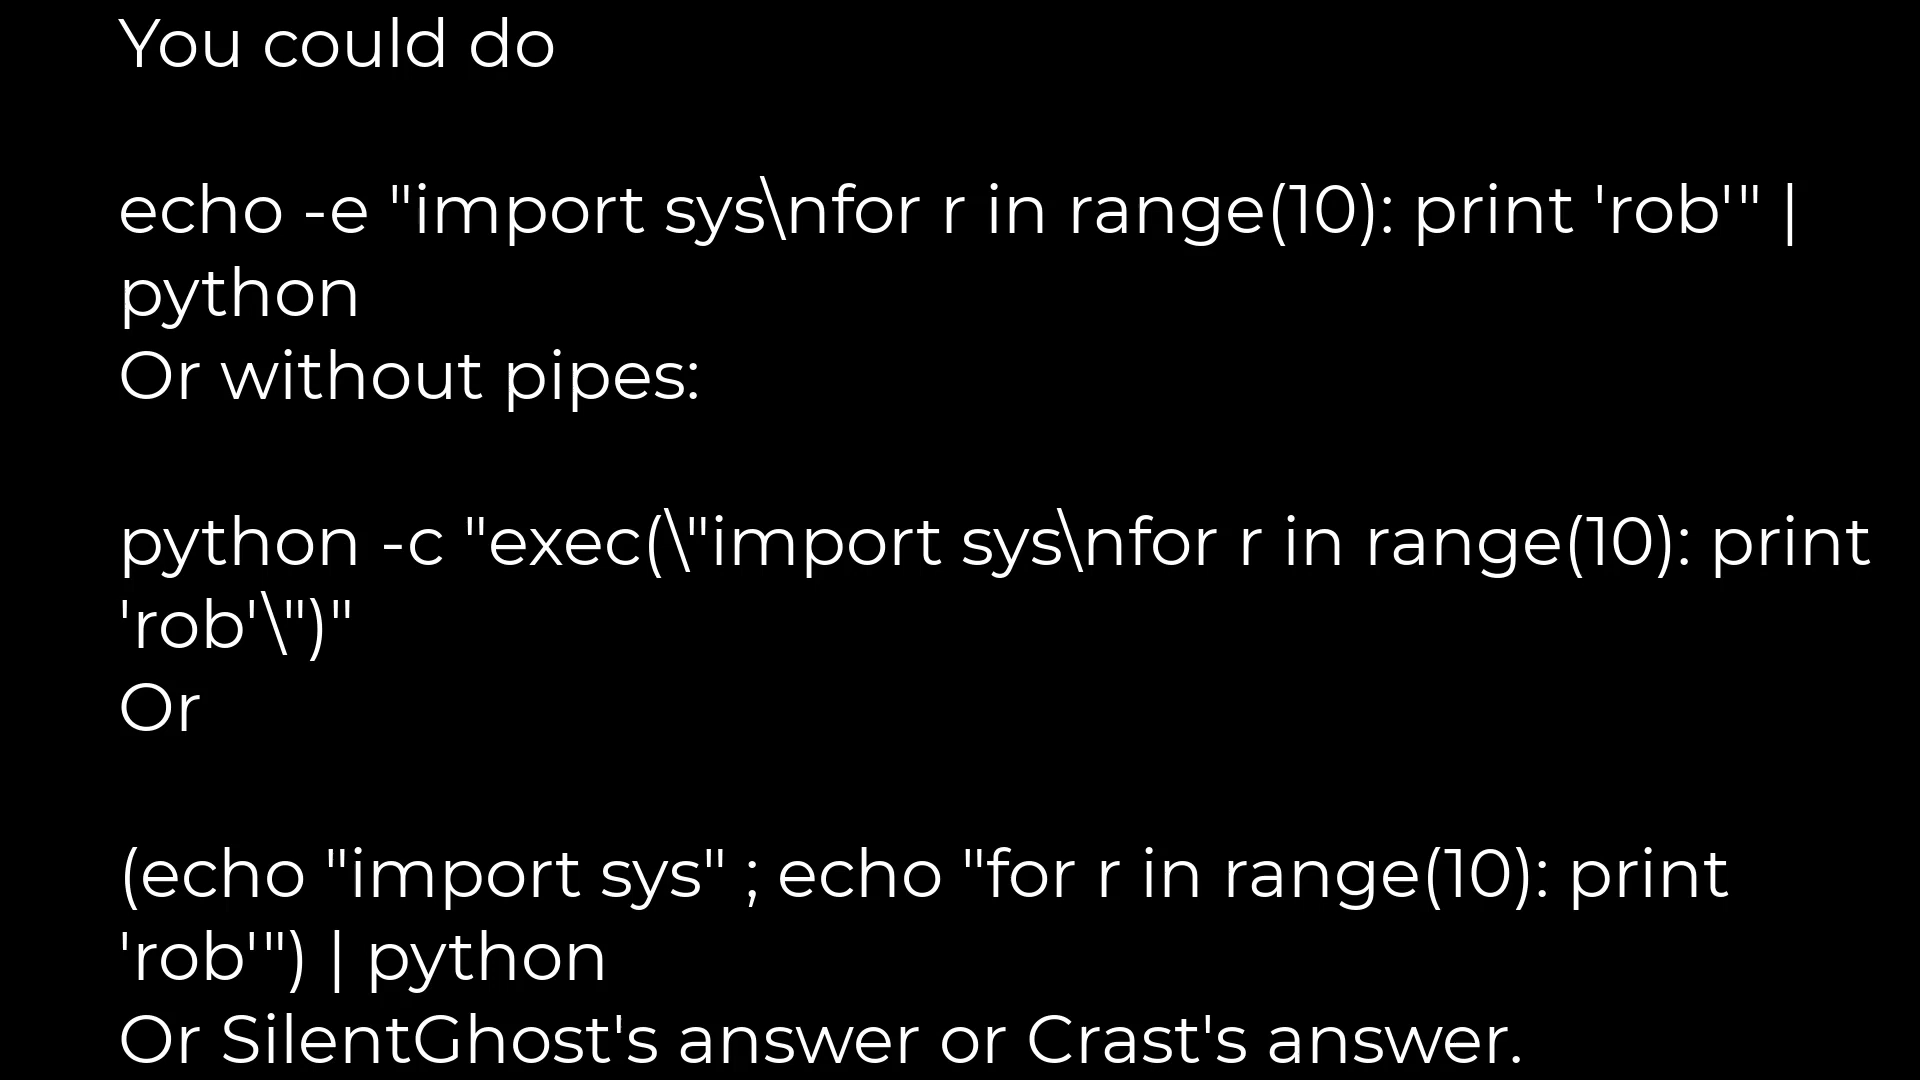 You could do
echo -e "import sys\nfor r in range(10): print 'rob'" |
python
Or without pipes:
python -c "exec(\"import sys\nfor r in range(10): print
'rob'\")"
Or
(echo "import sys" ; echo "for r in range(10): print
'rob'") | python
Or SilentGhost's answer or Crast's answer.